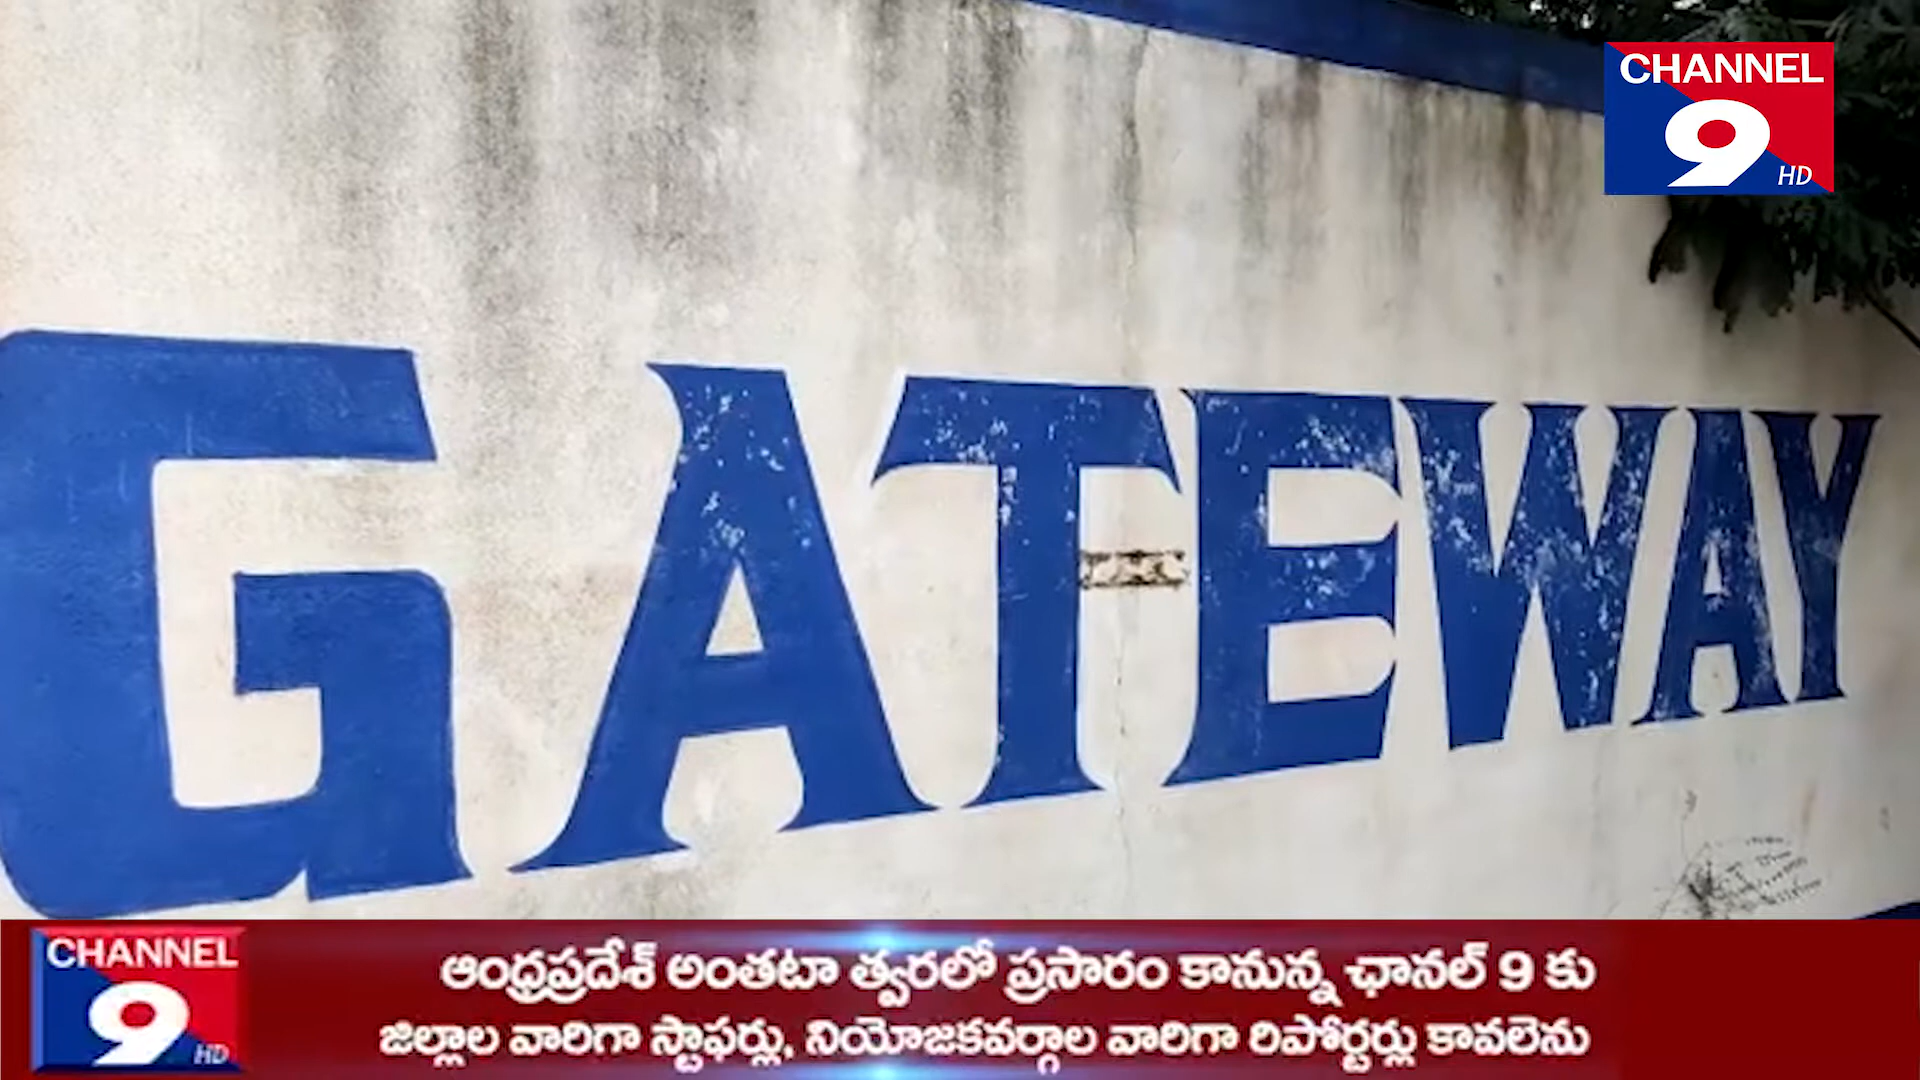 CHANNEL
9
HD
GATEWAY
CHANNEL
9
HD
ఆంధ్రప్రదేశ్ అంతటా త్వరలో ప్రసారం కానున్న ఛానల్ 9 కు
జిల్లాల వారిగా స్టాఫర్లు, నియోజకవర్గాల వారిగా రిపోర్టర్లు కావలెను